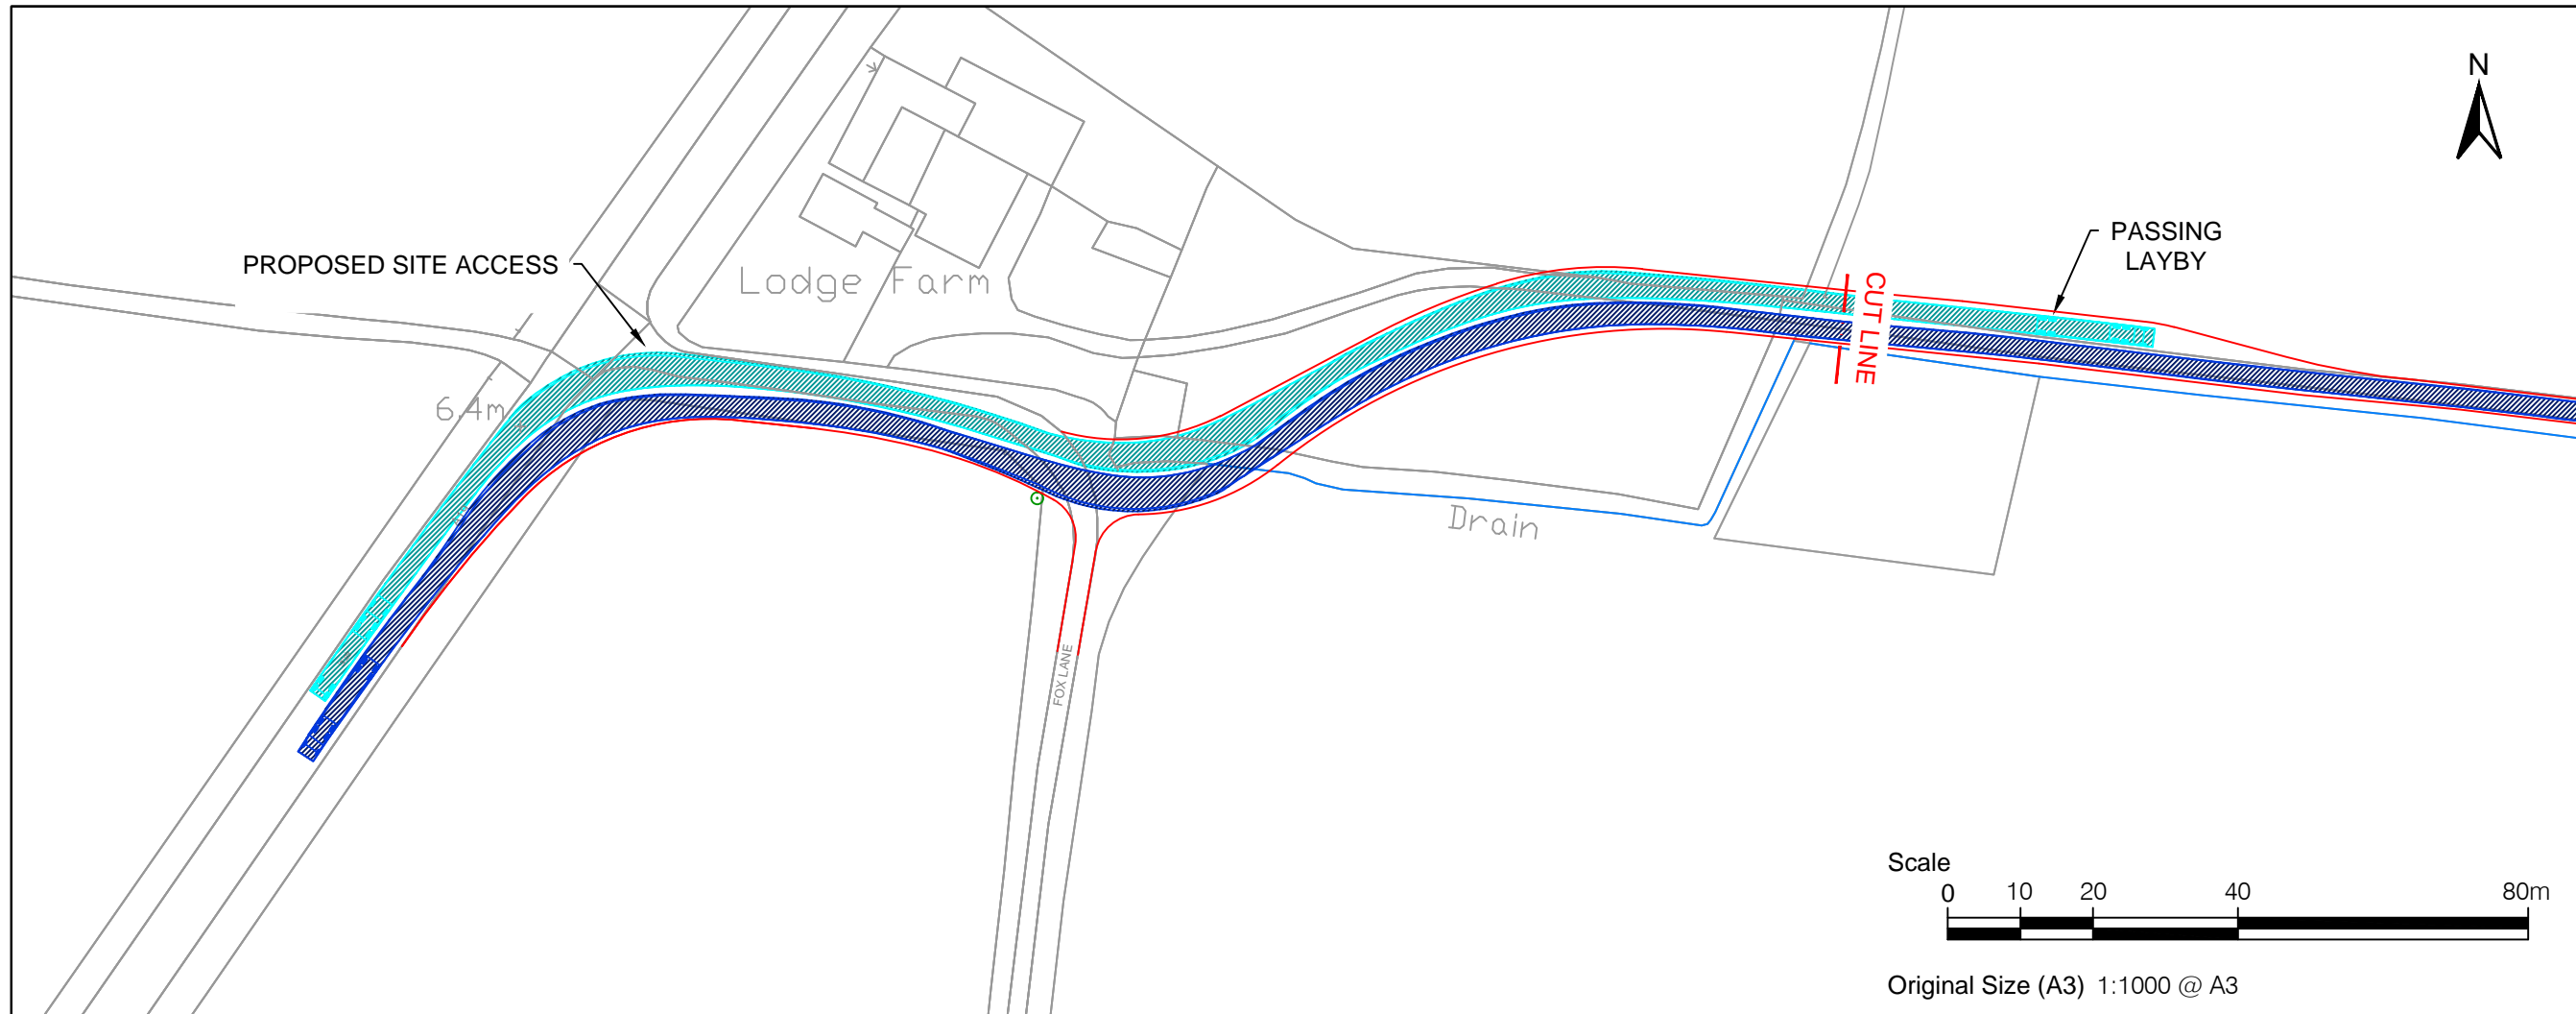 N
PASSING
LAYBY
PROPOSED SITE ACCESS
Lodge Farm
CUT LINE
6.4m
Drain
FOX LANE
Scale
0 10 20 40 80m
Original Size (A3) 1:1000 @ A3